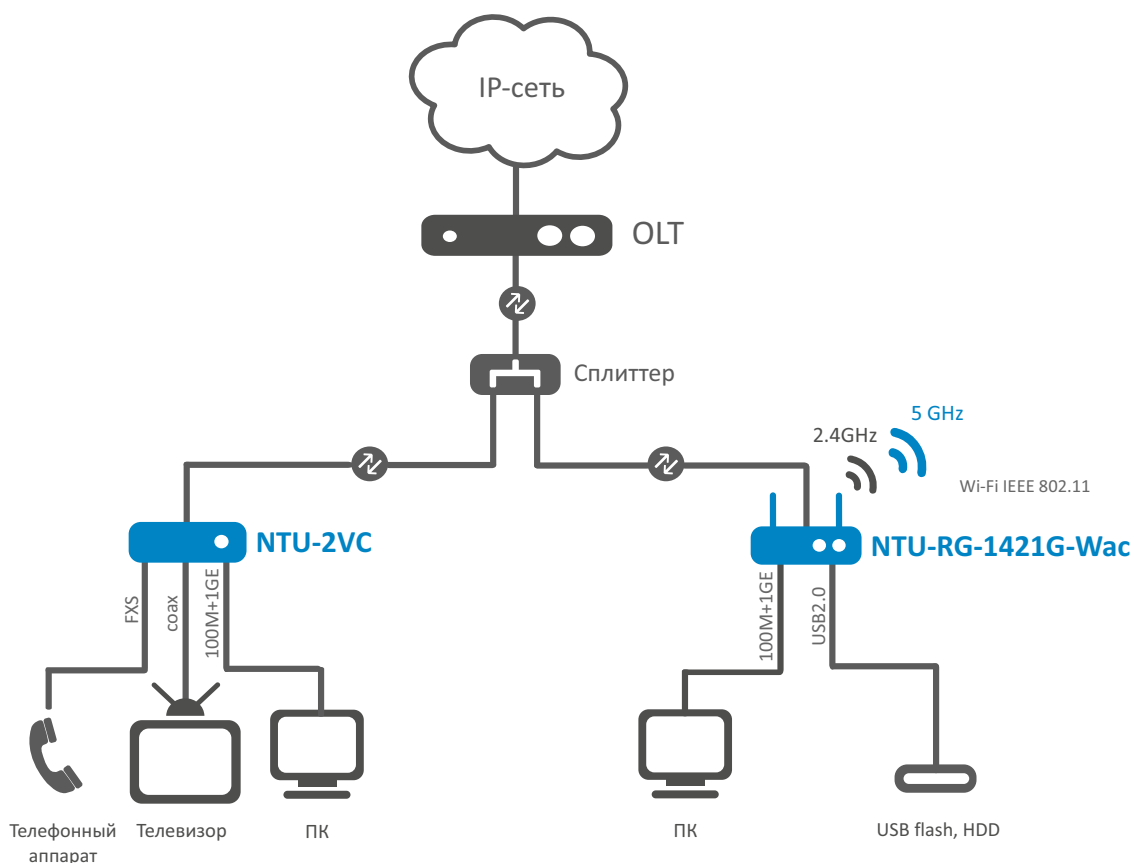 IP-сеть
OLT
Сплиттер
5 GHz
2.4GHz
Wi-Fi IEEE 802.11
NTU-2VC
NTU-RG-1421G-Wac
FXS
coax
100M+1GE
100M+1GE
USB2.0
Телефонный
аппарат
Телевизор
ПК
ПК
USB flash, HDD